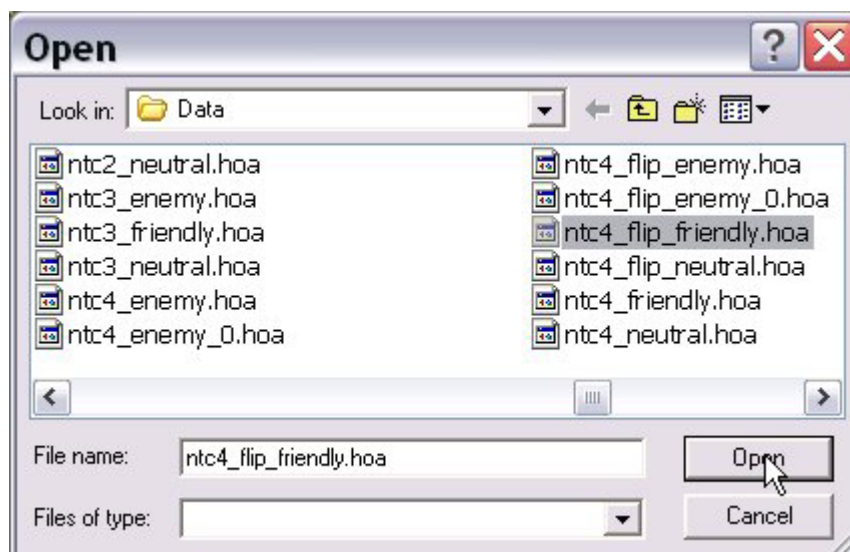 Open
Look in: Data
ntc2_neutral.hoa
ntc3_enemy.hoa
ntc3_friendly.hoa
ntc3_neutral.hoa
ntc4_enemy.hoa
ntc4_enemy_0.hoa
ntc4_flip_enemy.hoa
ntc4_flip_enemy_0.hoa
ntc4_flip_friendly.hoa
ntc4_flip_neutral.hoa
ntc4_friendly.hoa
ntc4_neutral.hoa
File name: ntc4_flip_friendly.hoa Open
Files of type: Cancel